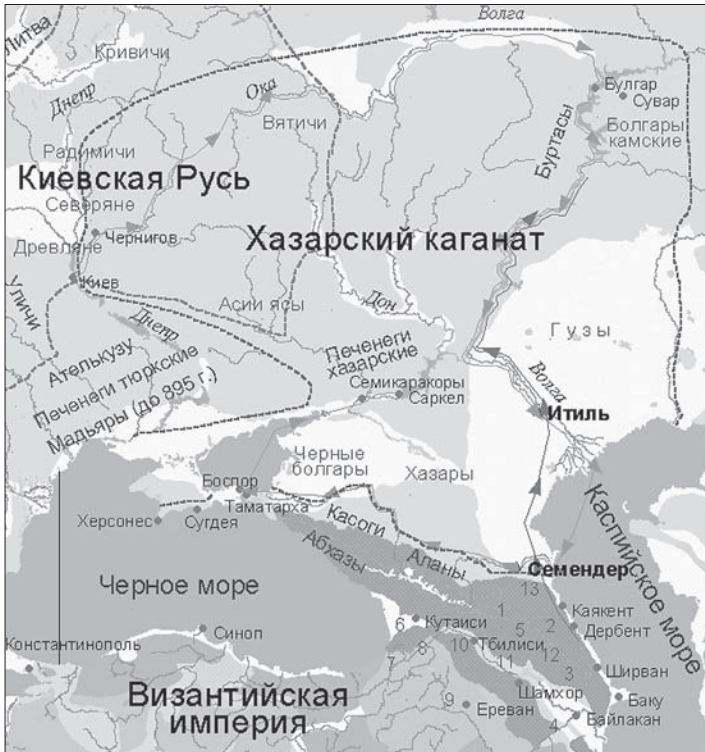 Волга
Литва
Кривичи
Днепр
Ока
Вятичи
Булгар
Сувар
Болгары
камские
Буртасы
Радимичи
Киевская Русь
Северяне
Чернигов
Древляне
Хазарский каганат
Киев
Уличи
Асии ясы
Дон
Гузы
Днепр
Ателькузу
Печенеги тюркские
Мадьяры (до 895 г.)
Печенеги
хазарские
Семикаракоры
Саркел
Волга
Итиль
Черные
болгары
Хазары
Боспор
Таматарха
Херсонес
Сугдея
Касоги
Абхазы
Аланы
Каспийское море
Семендер
13
Черное море
1
Каякент
5
2
Дербент
6
Кутаиси
Константинополь
Синоп
10
Тбилиси
7
8
11
12
3
Ширван
Византийская
империя
Шамхор
9
Ереван
4
Баку
Байлакан